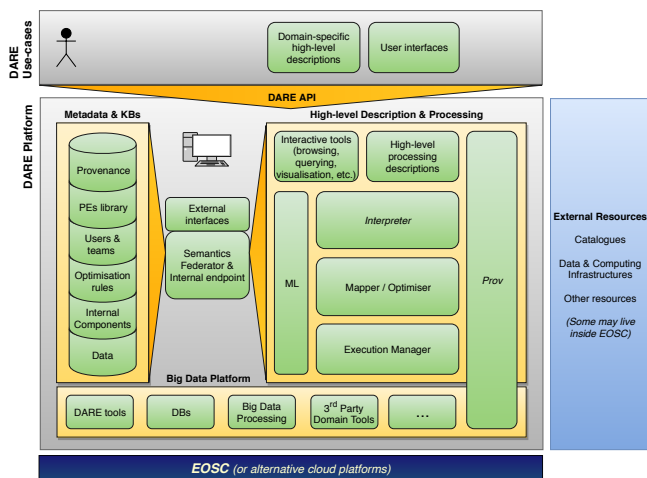 DARE
Use-cases
Domain-specific
high-level
descriptions
User interfaces
DARE API
DARE Platform
Metadata & KBs
Provenance
PEs library
Users &
teams
Optimisation
rules
Internal
Components
Data
External
interfaces
Semantics
Federator &
Internal endpoint
High-level Description & Processing
Interactive tools
(browsing,
querying,
visualisation, etc.)
High-level
processing
descriptions
ML
Interpreter
Mapper / Optimiser
Execution Manager
Prov
Big Data Platform
DARE tools
DBs
Big Data
Processing
3rd Party
Domain Tools
...
External Resources
Catalogues
Data & Computing
Infrastructures
Other resources
(Some may live
inside EOSC)
EOSC (or alternative cloud platforms)